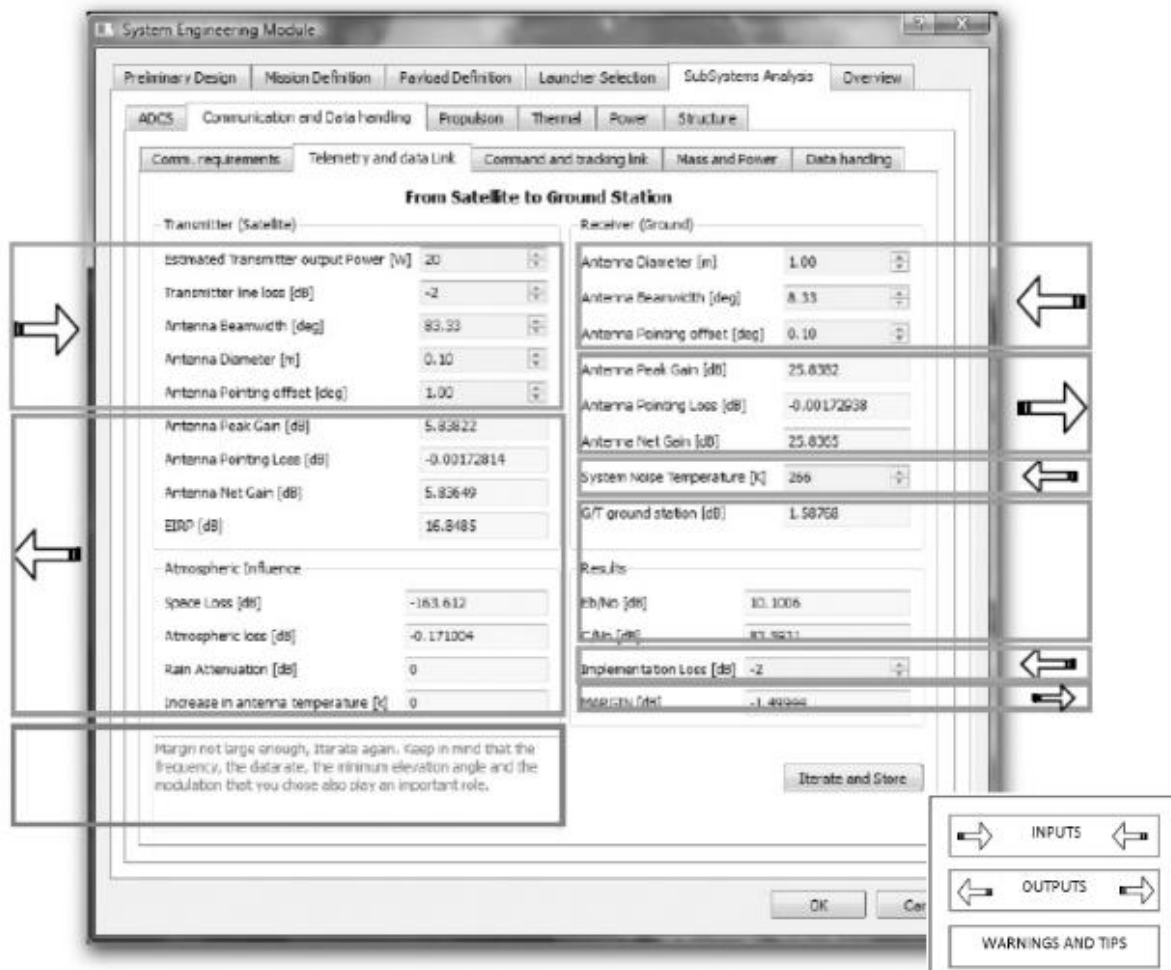 System Engineering Module
Preliminary Design Mission Definition Payload Definition Launcher Selection SubSystems Analysis Overview
ADCS Communication and Data handling Propulsion Thermal Power Structure
Comm. requirements Telemetry and data Link Command and tracking link Mass and Power Data handling
From Satellite to Ground Station
Transmitter (Satellite)
Estimated Transmitter output Power [W] 20
Transmitter line loss [dB] -2
Antenna Beamwidth [deg] 83.33
Antenna Diameter [m] 0.10
Antenna Pointing offset [deg] 1.00
Antenna Peak Gain [dB] 5.83822
Antenna Pointing Loss [dB] -0.00172814
Antenna Net Gain [dB] 5.83649
EIRP [dB] 16.8485
Receiver (Ground)
Antenna Diameter [m] 1.00
Antenna Beamwidth [deg] 8.33
Antenna Pointing offset [deg] 0.10
Antenna Peak Gain [dB] 25.8382
Antenna Pointing Loss [dB] -0.00172938
Antenna Net Gain [dB] 25.8365
System Noise Temperature [K] 266
G/T ground station [dB] 1.58768
Atmospheric Influence
Space Loss [dB] -163.612
Atmospheric loss [dB] -0.171004
Rain Attenuation [dB] 0
Increase in antenna temperature [k] 0
Results
Eb/No [dB] 10.1006
C/No [dB]
Implementation Loss [dB] -2
MARGIN [dB] -1.49994
Margin not large enough, Iterate again. Keep in mind that the
frequency, the datarate, the minimum elevation angle and the
modulation that you chose also play an important role.
Iterate and Store
OK
INPUTS
OUTPUTS
WARNINGS AND TIPS